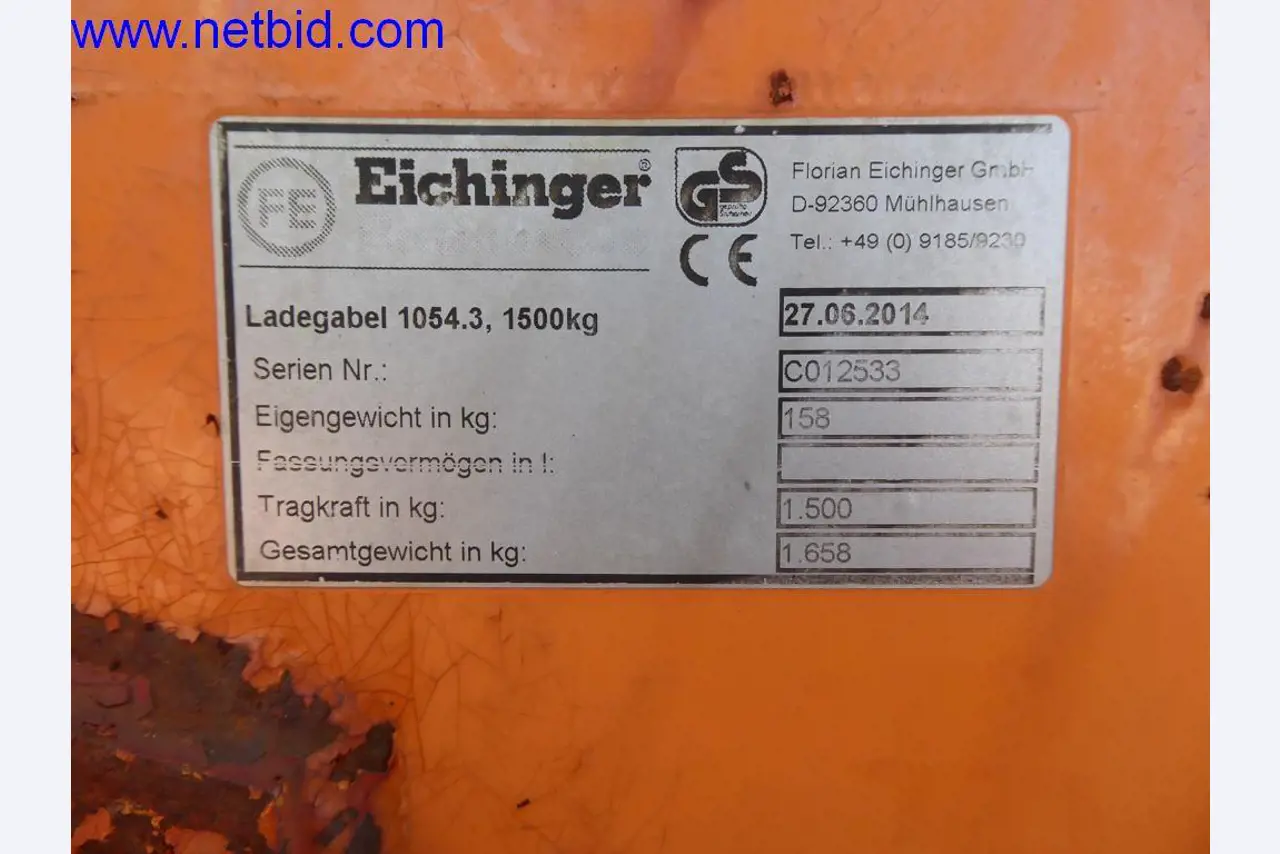 www.netbid.com
FE
Eichinger®
GS
geprüfte
Sicherheit
CE
Florian Eichinger GmbH
D-92360 Mühlhausen
Tel.: +49 (0) 9185/9230
Ladegabel 1054.3, 1500kg
27.06.2014
Serien Nr.:
C012533
Eigengewicht in kg:
158
Fassungsvermögen in l:
Tragkraft in kg:
1.500
Gesamtgewicht in kg:
1.658